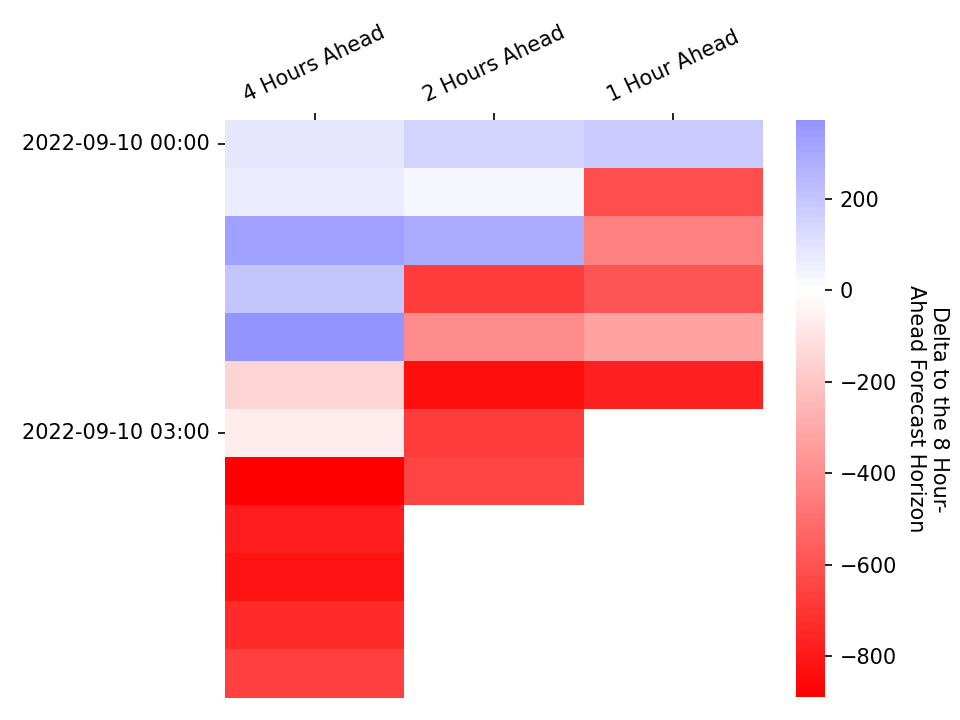 4 Hours Ahead
2 Hours Ahead
1 Hour Ahead
2022-09-10 00:00
2022-09-10 03:00
200
0
−200
−400
−600
−800
Delta to the 8 Hour-
Ahead Forecast Horizon